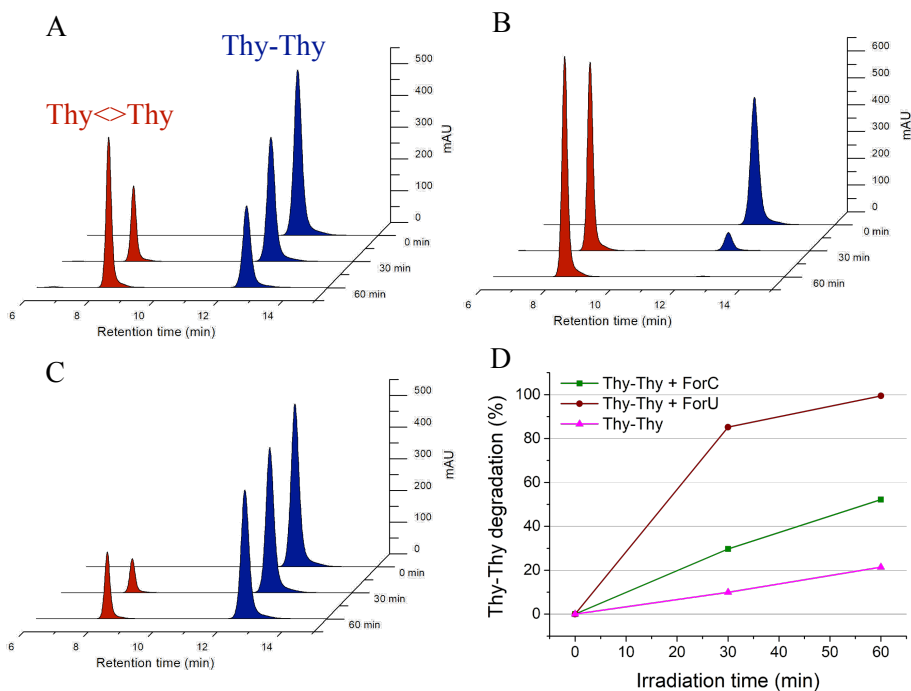 A
Thy-Thy
Thy<>Thy
500
400
300
200
100
0
mAU
0 min
30 min
60 min
6
8
10
12
14
Retention time (min)
B
600
500
400
300
200
100
0
mAU
0 min
30 min
60 min
6
8
10
12
14
Retention time (min)
C
500
400
300
200
100
0
mAU
0 min
30 min
60 min
6
8
10
12
14
Retention time (min)
D
Thy-Thy + ForC
Thy-Thy + ForU
Thy-Thy
100
80
60
40
20
0
Thy-Thy degradation (%)
0
10
20
30
40
50
60
Irradiation time (min)